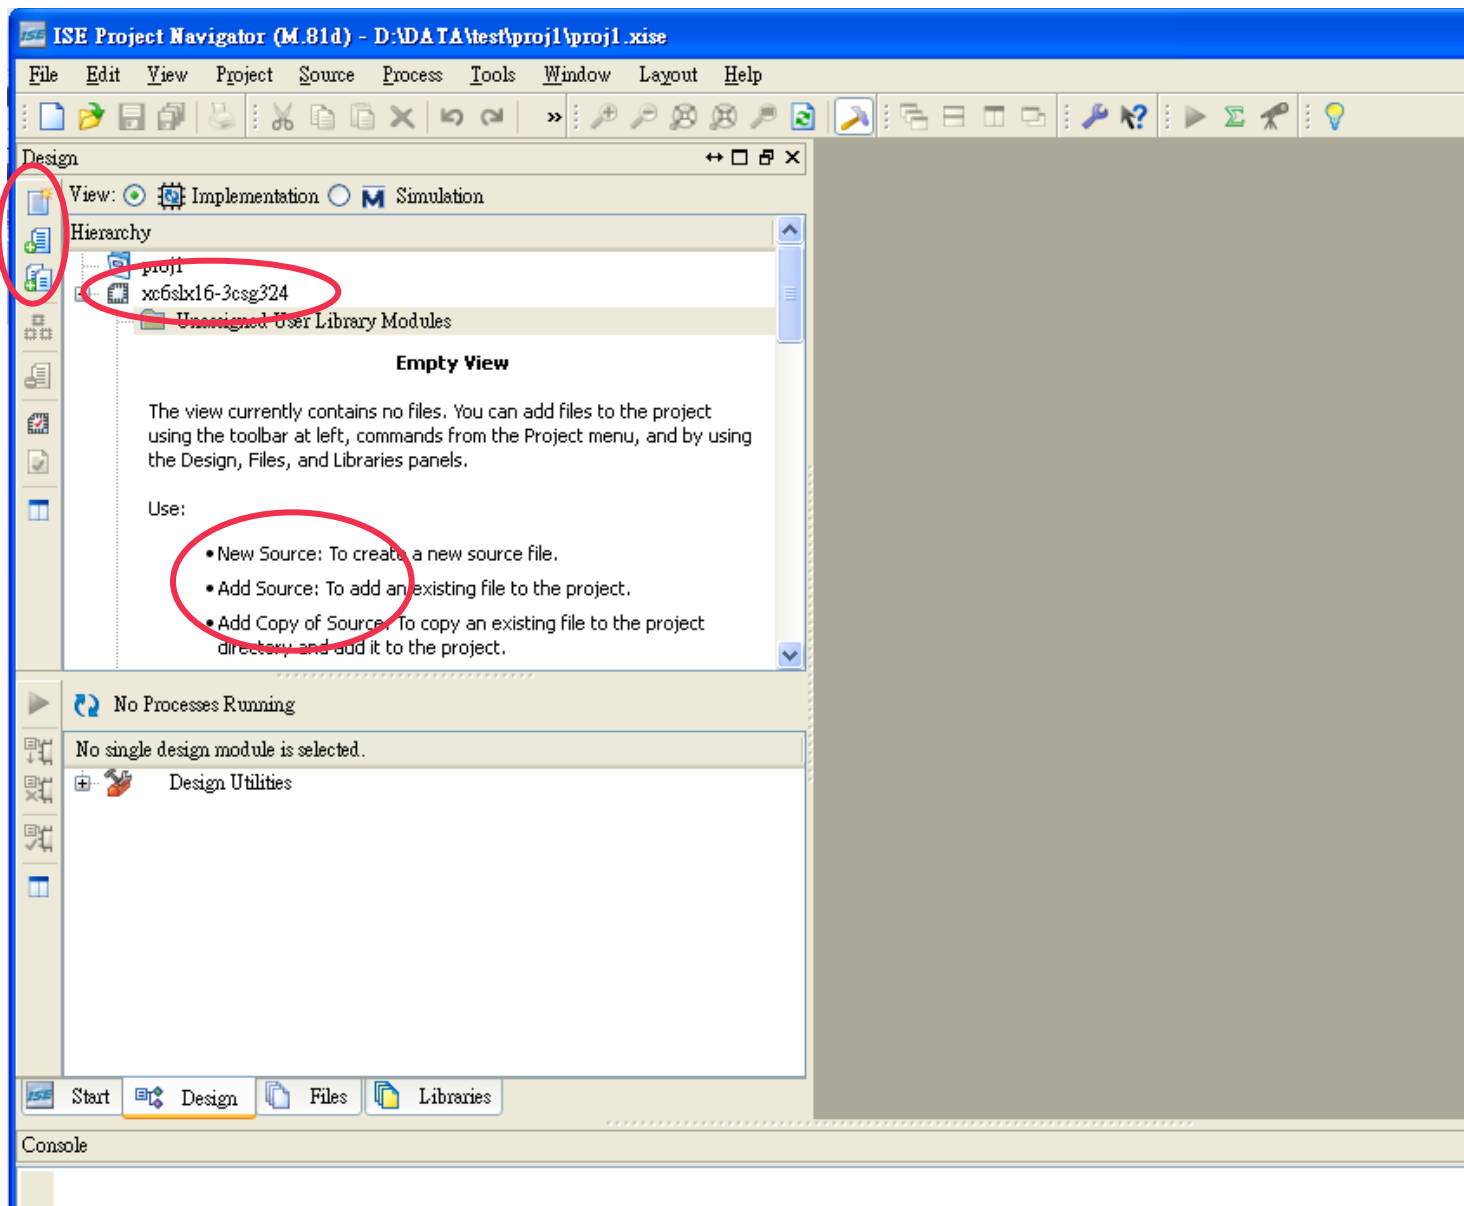 ISE Project Navigator (M.81d) - D:\DATA\test\proj1\proj1.xise
File Edit View Project Source Process Tools Window Layout Help
Design
View: Implementation Simulation
Hierarchy
proj1
xc6slx16-3csg324
Unassigned User Library Modules
Empty View
The view currently contains no files. You can add files to the project
using the toolbar at left, commands from the Project menu, and by using
the Design, Files, and Libraries panels.
Use:
•New Source: To create a new source file.
•Add Source: To add an existing file to the project.
•Add Copy of Source: To copy an existing file to the project
directory and add it to the project.
No Processes Running
No single design module is selected.
Design Utilities
ISE Start Design Files Libraries
Console